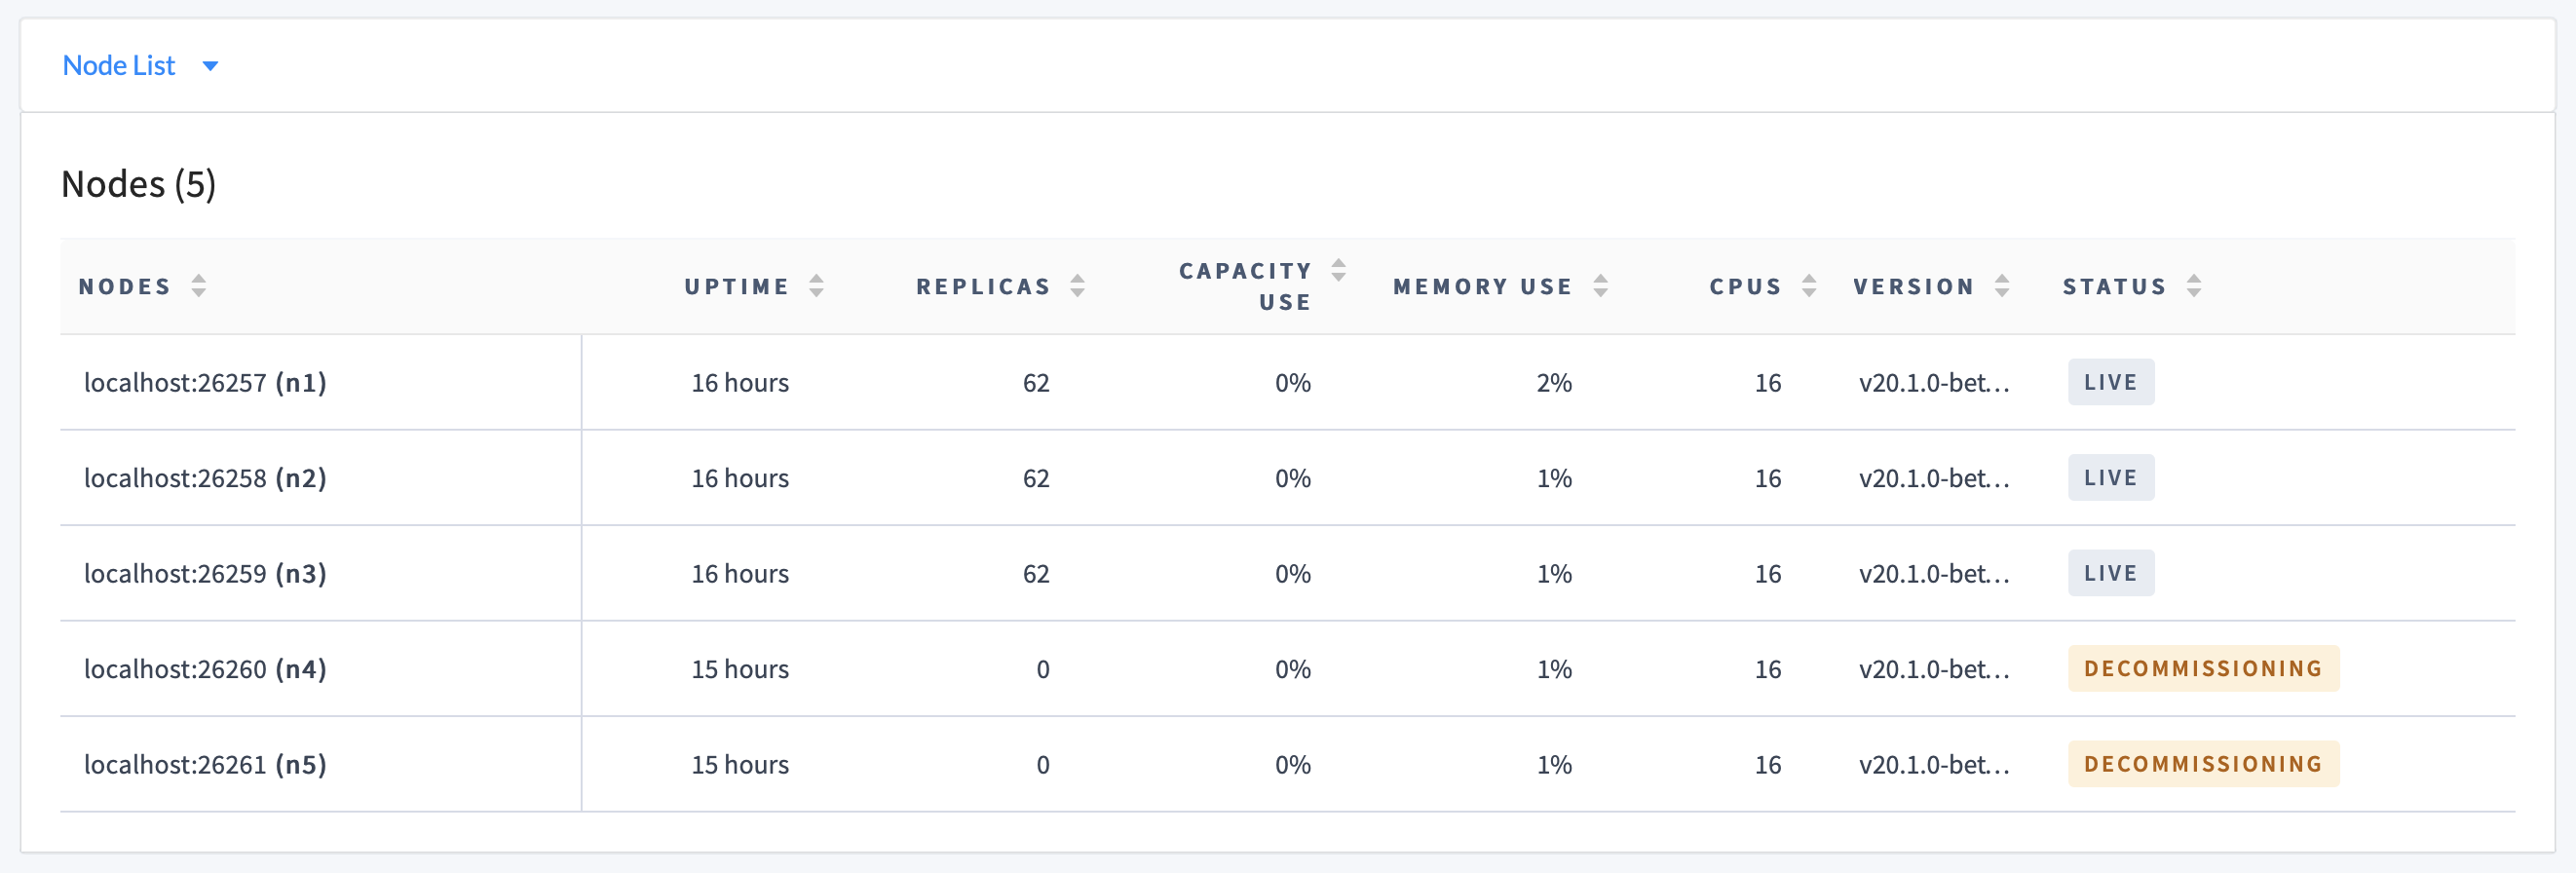 Node List
Nodes (5)
NODES UPTIME REPLICAS CAPACITY USE MEMORY USE CPUS VERSION STATUS
localhost:26257 (n1) 16 hours 62 0% 2% 16 v20.1.0-bet... LIVE
localhost:26258 (n2) 16 hours 62 0% 1% 16 v20.1.0-bet... LIVE
localhost:26259 (n3) 16 hours 62 0% 1% 16 v20.1.0-bet... LIVE
localhost:26260 (n4) 15 hours 0 0% 1% 16 v20.1.0-bet... DECOMMISSIONING
localhost:26261 (n5) 15 hours 0 0% 1% 16 v20.1.0-bet... DECOMMISSIONING